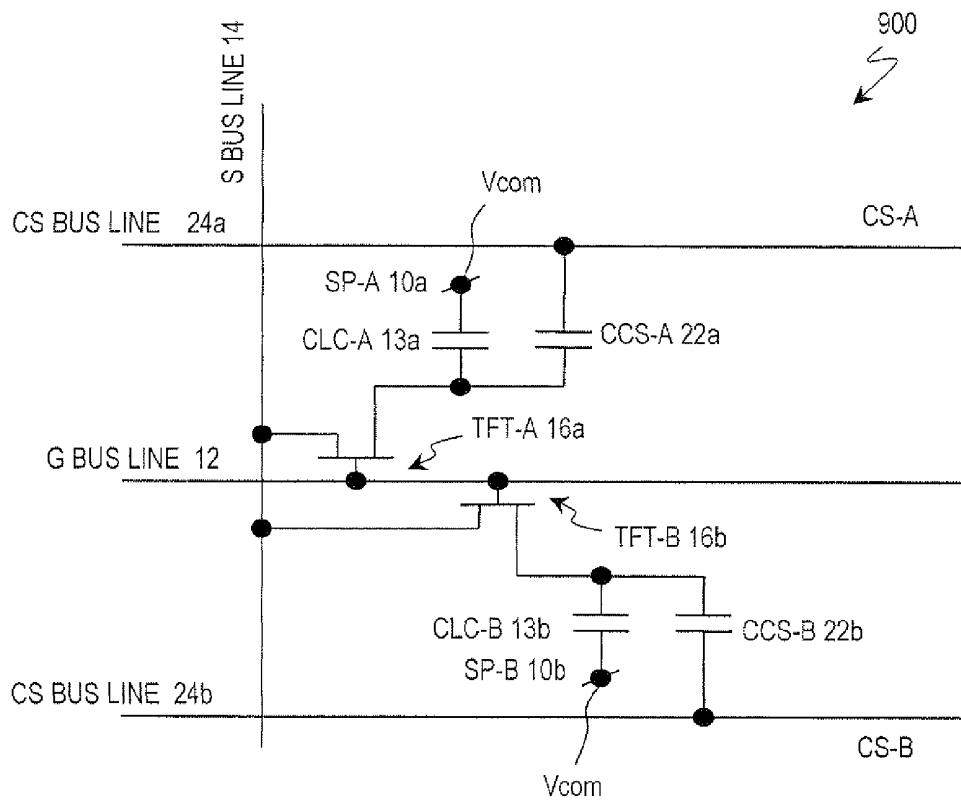 900
S BUS LINE 14
Vcom
CS BUS LINE 24a
CS-A
SP-A 10a
CLC-A 13a
CCS-A 22a
TFT-A 16a
G BUS LINE 12
TFT-B 16b
CLC-B 13b
CCS-B 22b
SP-B 10b
CS BUS LINE 24b
CS-B
Vcom